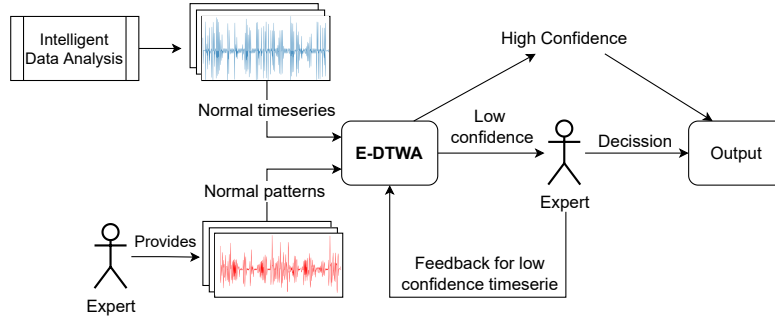 Intelligent
Data Analysis
High Confidence
Normal timeseries
Low
confidence
E-DTWA
Decission
Output
Normal patterns
Expert
Provides
Feedback for low
confidence timeserie
Expert